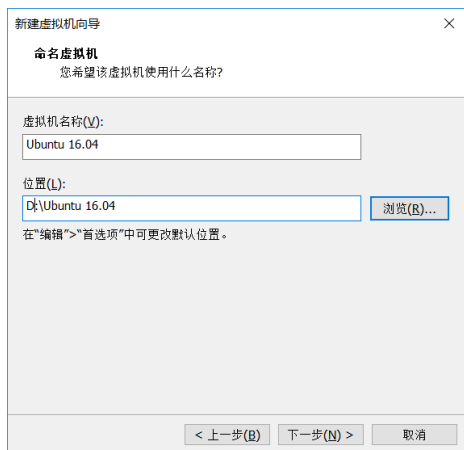 新建虚拟机向导
命名虚拟机
您希望该虚拟机使用什么名称?
虚拟机名称(V):
Ubuntu 16.04
位置(L):
D:\Ubuntu 16.04
浏览(R)...
在“编辑”>“首选项”中可更改默认位置。
< 上一步(B) 下一步(N) > 取消